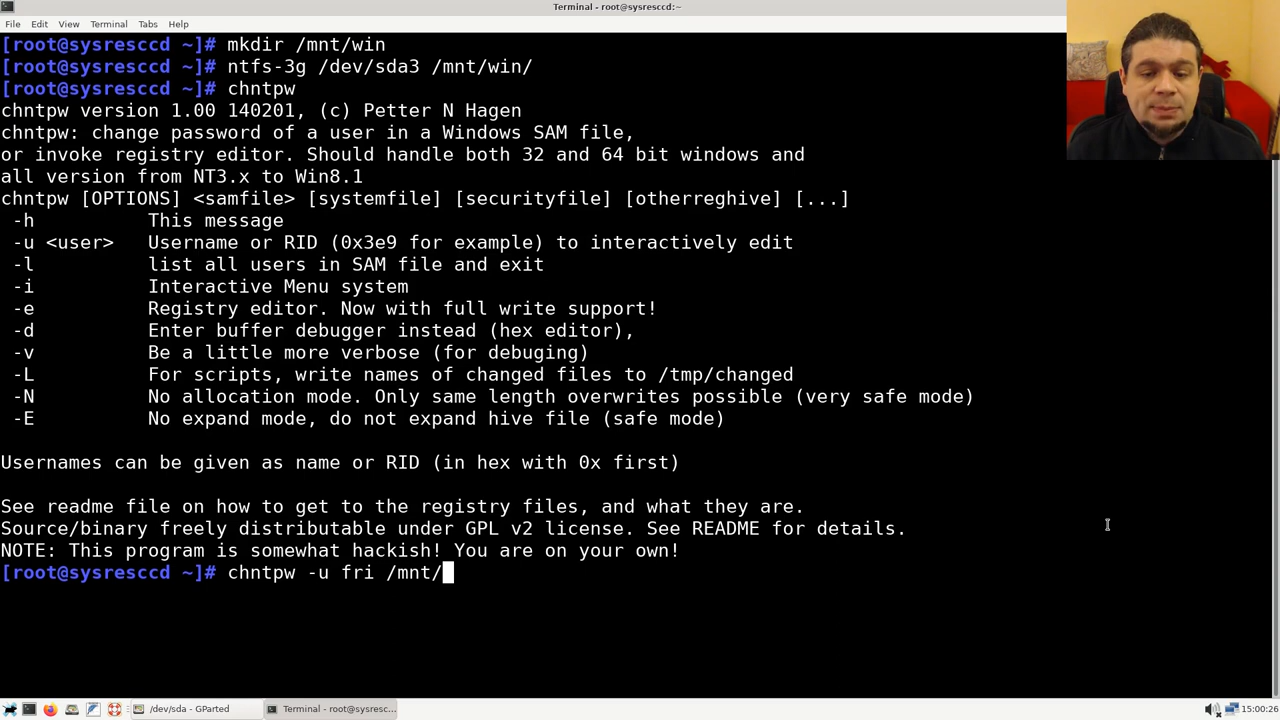 Terminal - root@sysresccd:~
File Edit View Terminal Tabs Help
[root@sysresccd ~]# mkdir /mnt/win
[root@sysresccd ~]# ntfs-3g /dev/sda3 /mnt/win/
[root@sysresccd ~]# chntpw
chntpw version 1.00 140201, (c) Petter N Hagen
chntpw: change password of a user in a Windows SAM file,
or invoke registry editor. Should handle both 32 and 64 bit windows and
all version from NT3.x to Win8.1
chntpw [OPTIONS] <samfile> [systemfile] [securityfile] [otherreghive] [...]
-h This message
-u <user> Username or RID (0x3e9 for example) to interactively edit
-l list all users in SAM file and exit
-i Interactive Menu system
-e Registry editor. Now with full write support!
-d Enter buffer debugger instead (hex editor),
-v Be a little more verbose (for debuging)
-L For scripts, write names of changed files to /tmp/changed
-N No allocation mode. Only same length overwrites possible (very safe mode)
-E No expand mode, do not expand hive file (safe mode)
Usernames can be given as name or RID (in hex with 0x first)
See readme file on how to get to the registry files, and what they are.
Source/binary freely distributable under GPL v2 license. See README for details.
NOTE: This program is somewhat hackish! You are on your own!
[root@sysresccd ~]# chntpw -u fri /mnt/
/dev/sda - GParted Terminal - root@sysresc... 15:00:26